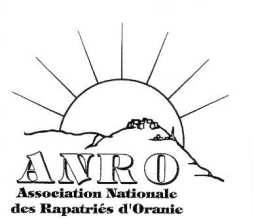 ANRO
Association Nationale
des Rapatriés d'Oranie